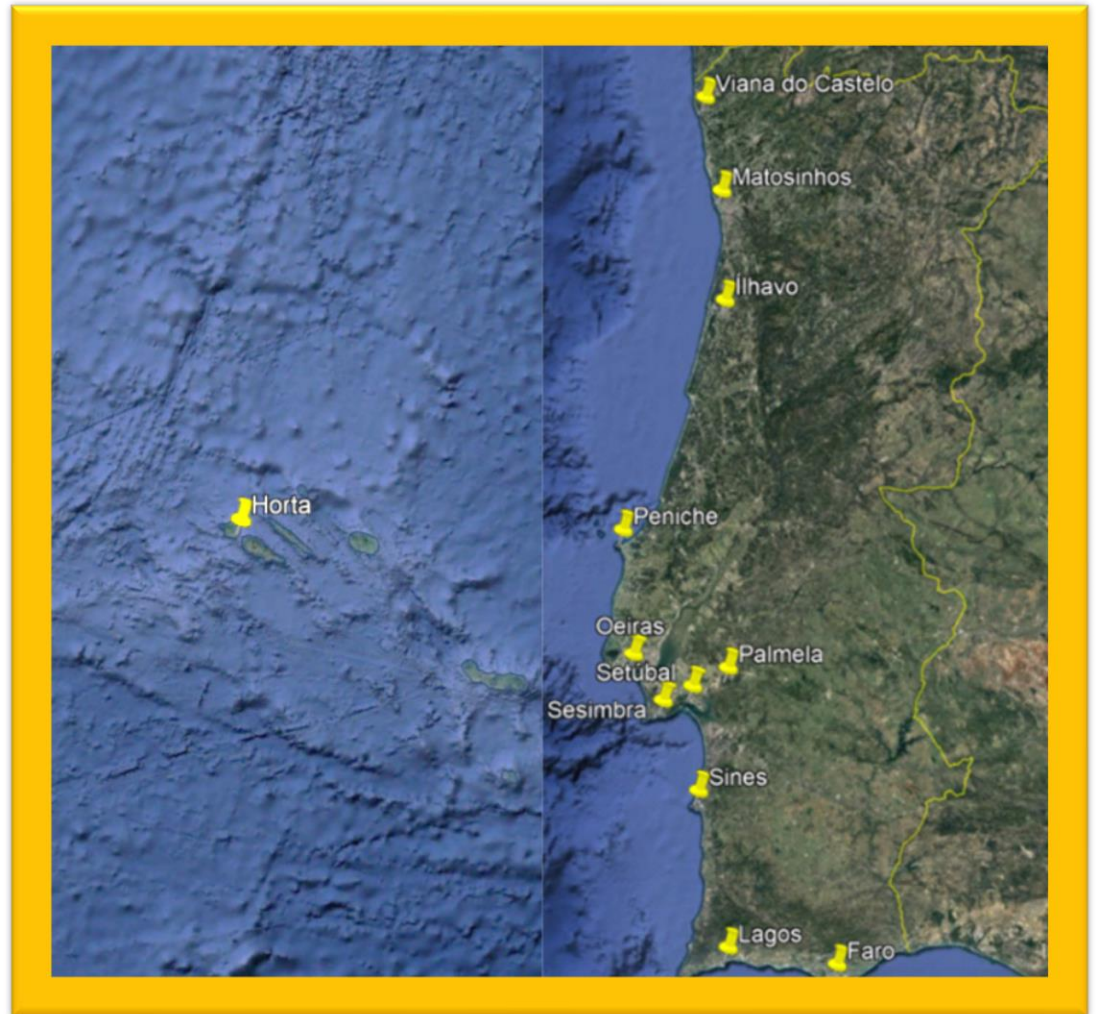 Viana do Castelo
Matosinhos
Ílhavo
Horta
Peniche
Oeiras
Palmela
Setúbal
Sesimbra
Sines
Lagos
Faro